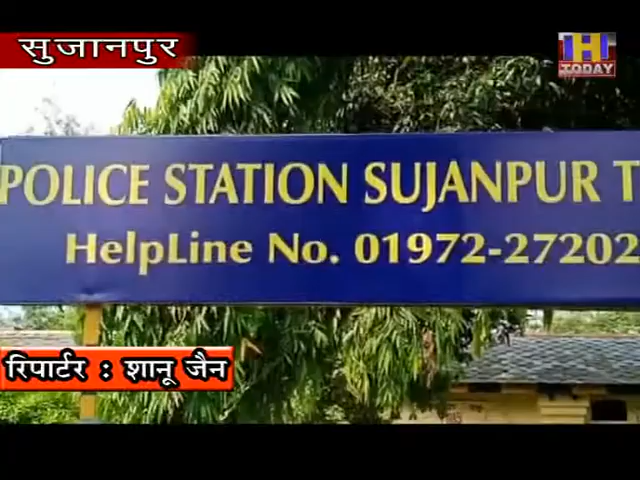 सुजानपुर
H
TODAY
POLICE STATION SUJANPUR T
HelpLine No. 01972-27202
रिपार्टर : शानू जैन